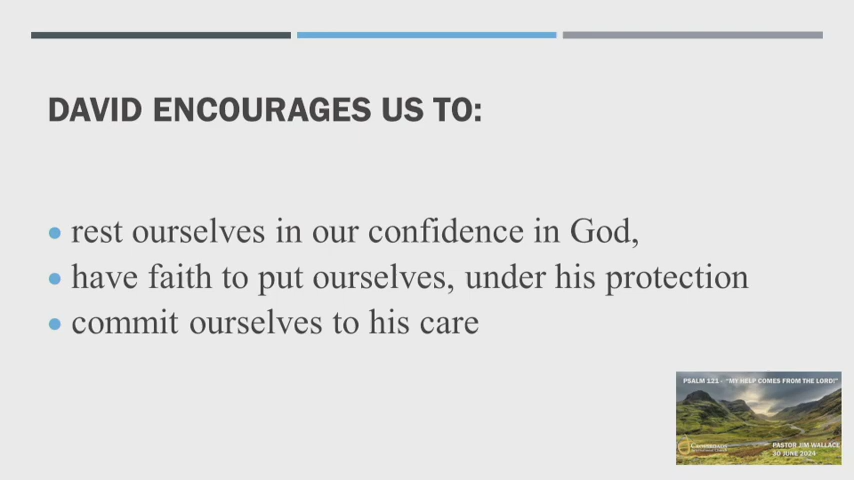 DAVID ENCOURAGES US TO:
• rest ourselves in our confidence in God,
• have faith to put ourselves, under his protection
• commit ourselves to his care
PSALM 121 – "MY HELP COMES FROM THE LORD!"
PASTOR JIM WALLACE
30 JUNE 2024